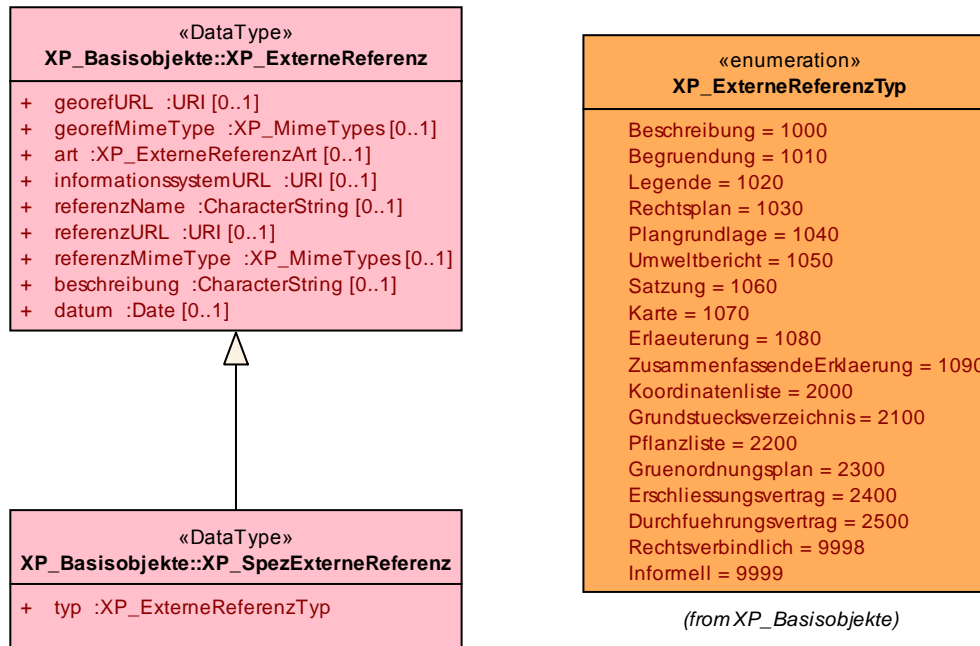 «DataType»
XP_Basisobjekte::XP_ExterneReferenz
+ georefURL :URI [0..1]
+ georefMimeType :XP_MimeTypes [0..1]
+ art :XP_ExterneReferenzArt [0..1]
+ informationssystemURL :URI [0..1]
+ referenzName :CharacterString [0..1]
+ referenzURL :URI [0..1]
+ referenzMimeType :XP_MimeTypes [0..1]
+ beschreibung :CharacterString [0..1]
+ datum :Date [0..1]
«DataType»
XP_Basisobjekte::XP_SpezExterneReferenz
+ typ :XP_ExterneReferenzTyp
«enumeration»
XP_ExterneReferenzTyp
Beschreibung = 1000
Begruendung = 1010
Legende = 1020
Rechtsplan = 1030
Plangrundlage = 1040
Umweltbericht = 1050
Satzung = 1060
Karte = 1070
Erlaeuterung = 1080
ZusammenfassendeErklaerung = 1090
Koordinatenliste = 2000
Grundstuecksverzeichnis = 2100
Pflanzliste = 2200
Gruenordnungsplan = 2300
Erschliessungsvertrag = 2400
Durchfuehrungsvertrag = 2500
Rechtsverbindlich = 9998
Informell = 9999
(from XP_Basisobjekte)